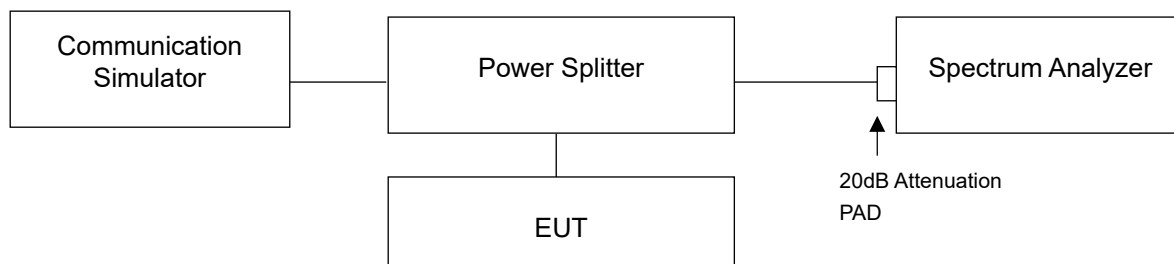 Communication
Simulator
Power Splitter
Spectrum Analyzer
20dB Attenuation
PAD
EUT